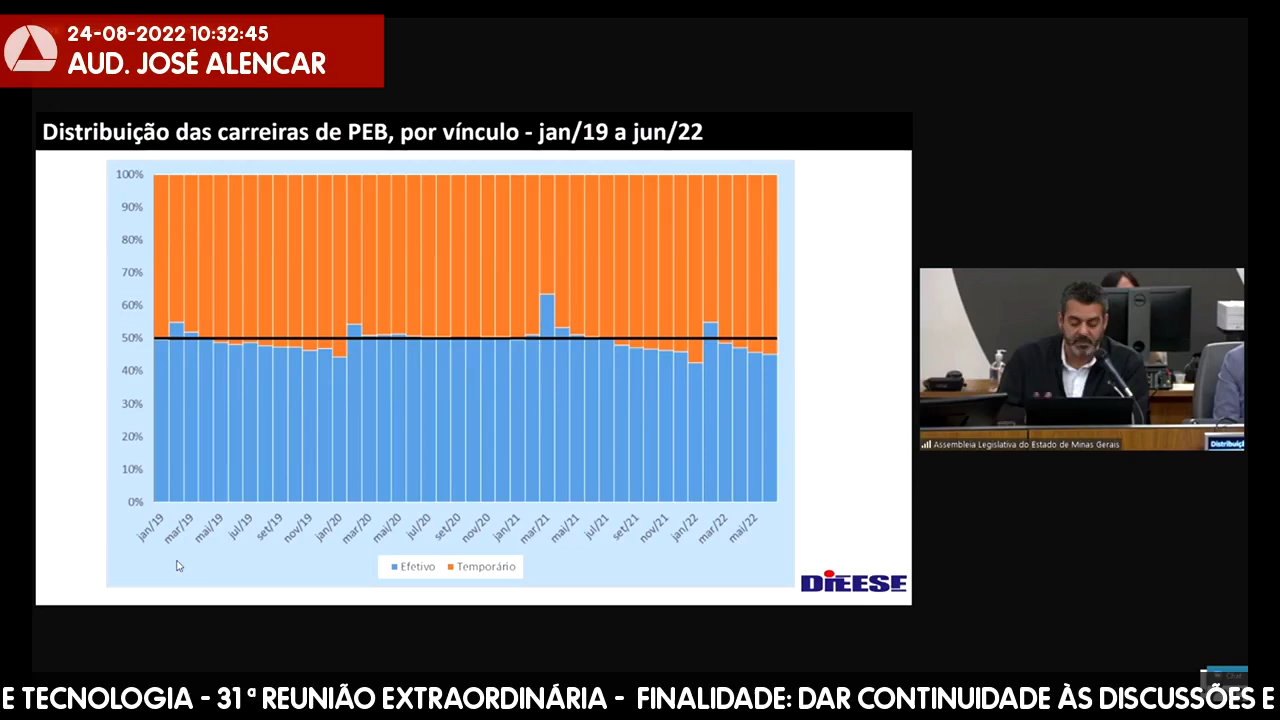 24-08-2022 10:32:45
AUD. JOSÉ ALENCAR
Distribuição das carreiras de PEB, por vínculo - jan/19 a jun/22
100%
90%
80%
70%
60%
50%
40%
30%
20%
10%
0%
jan/19
mar/19
mai/19
jul/19
set/19
nov/19
jan/20
mar/20
mai/20
jul/20
set/20
nov/20
jan/21
mar/21
mai/21
jul/21
set/21
nov/21
jan/22
mar/22
mai/22
Efetivo
Temporário
DIEESE
Assembleia Legislativa do Estado de Minas Gerais
Chat
E TECNOLOGIA - 31ª REUNIÃO EXTRAORDINÁRIA - FINALIDADE: DAR CONTINUIDADE ÀS DISCUSSÕES E